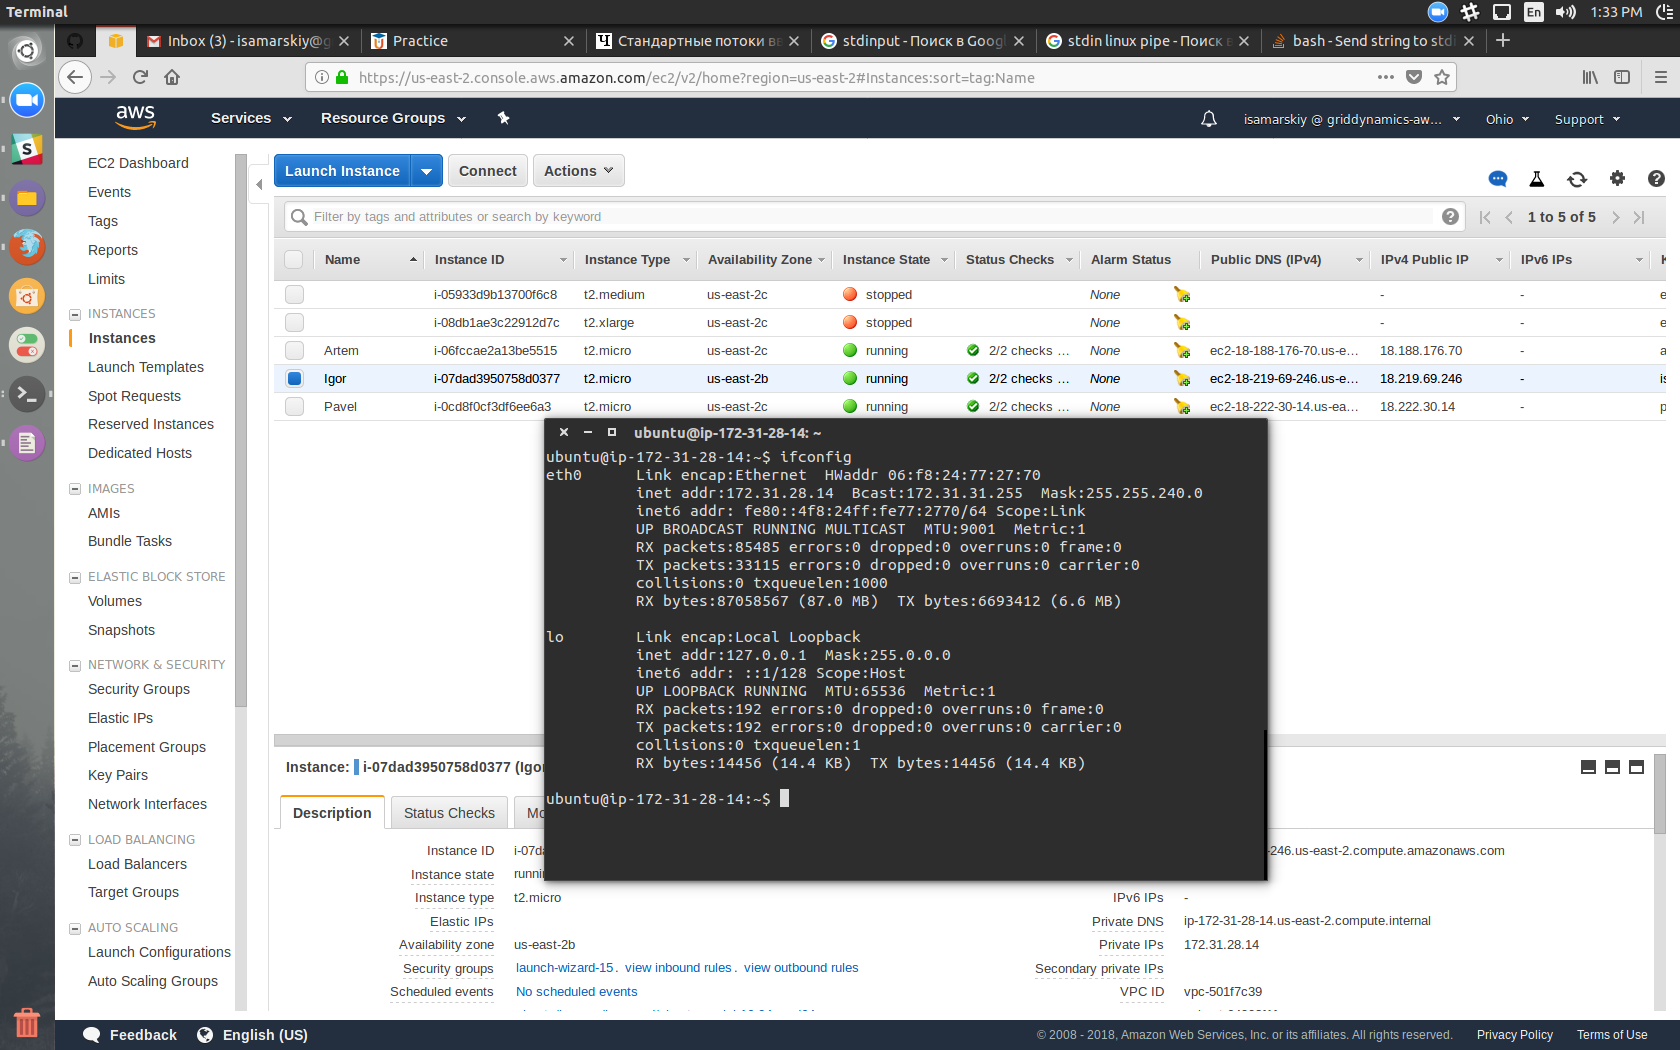 Terminal
En
1:33 PM
Inbox (3) - isamarskiy@g
Practice
Стандартные потоки вв
stdinput - Поиск в Googl
stdin linux pipe - Поиск в
bash - Send string to stdi
https://us-east-2.console.aws.amazon.com/ec2/v2/home?region=us-east-2#Instances:sort=tag:Name
aws
Services
Resource Groups
isamarskiy @ griddynamics-aw...
Ohio
Support
EC2 Dashboard
Events
Tags
Reports
Limits
INSTANCES
Instances
Launch Templates
Spot Requests
Reserved Instances
Dedicated Hosts
IMAGES
AMIs
Bundle Tasks
ELASTIC BLOCK STORE
Volumes
Snapshots
NETWORK & SECURITY
Security Groups
Elastic IPs
Placement Groups
Key Pairs
Network Interfaces
LOAD BALANCING
Load Balancers
Target Groups
AUTO SCALING
Launch Configurations
Auto Scaling Groups
Launch Instance
Connect
Actions
Filter by tags and attributes or search by keyword
1 to 5 of 5
Name Instance ID Instance Type Availability Zone Instance State Status Checks Alarm Status Public DNS (IPv4) IPv4 Public IP IPv6 IPs
i-05933d9b13700f6c8 t2.medium us-east-2c stopped None - - e
i-08db1ae3c22912d7c t2.xlarge us-east-2c stopped None - - e
Artem i-06fccae2a13be5515 t2.micro us-east-2c running 2/2 checks ... None ec2-18-188-176-70.us-e... 18.188.176.70 - a
Igor i-07dad3950758d0377 t2.micro us-east-2b running 2/2 checks ... None ec2-18-219-69-246.us-e... 18.219.69.246 - is
Pavel i-0cd8f0cf3df6ee6a3 t2.micro us-east-2c running 2/2 checks ... None ec2-18-222-30-14.us-ea... 18.222.30.14 - p
ubuntu@ip-172-31-28-14: ~
ubuntu@ip-172-31-28-14:~$ ifconfig
eth0 Link encap:Ethernet HWaddr 06:f8:24:77:27:70
inet addr:172.31.28.14 Bcast:172.31.31.255 Mask:255.255.240.0
inet6 addr: fe80::4f8:24ff:fe77:2770/64 Scope:Link
UP BROADCAST RUNNING MULTICAST MTU:9001 Metric:1
RX packets:85485 errors:0 dropped:0 overruns:0 frame:0
TX packets:33115 errors:0 dropped:0 overruns:0 carrier:0
collisions:0 txqueuelen:1000
RX bytes:87058567 (87.0 MB) TX bytes:6693412 (6.6 MB)
lo Link encap:Local Loopback
inet addr:127.0.0.1 Mask:255.0.0.0
inet6 addr: ::1/128 Scope:Host
UP LOOPBACK RUNNING MTU:65536 Metric:1
RX packets:192 errors:0 dropped:0 overruns:0 frame:0
TX packets:192 errors:0 dropped:0 overruns:0 carrier:0
collisions:0 txqueuelen:1
RX bytes:14456 (14.4 KB) TX bytes:14456 (14.4 KB)
ubuntu@ip-172-31-28-14:~$
Instance: i-07dad3950758d0377 (Igor
Description
Status Checks
Mo
Instance ID i-07da -246.us-east-2.compute.amazonaws.com
Instance state runnin
Instance type t2.micro IPv6 IPs -
Elastic IPs Private DNS ip-172-31-28-14.us-east-2.compute.internal
Availability zone us-east-2b Private IPs 172.31.28.14
Security groups launch-wizard-15. view inbound rules. view outbound rules Secondary private IPs
Scheduled events No scheduled events VPC ID vpc-501f7c39
Feedback
English (US)
© 2008 - 2018, Amazon Web Services, Inc. or its affiliates. All rights reserved.
Privacy Policy
Terms of Use